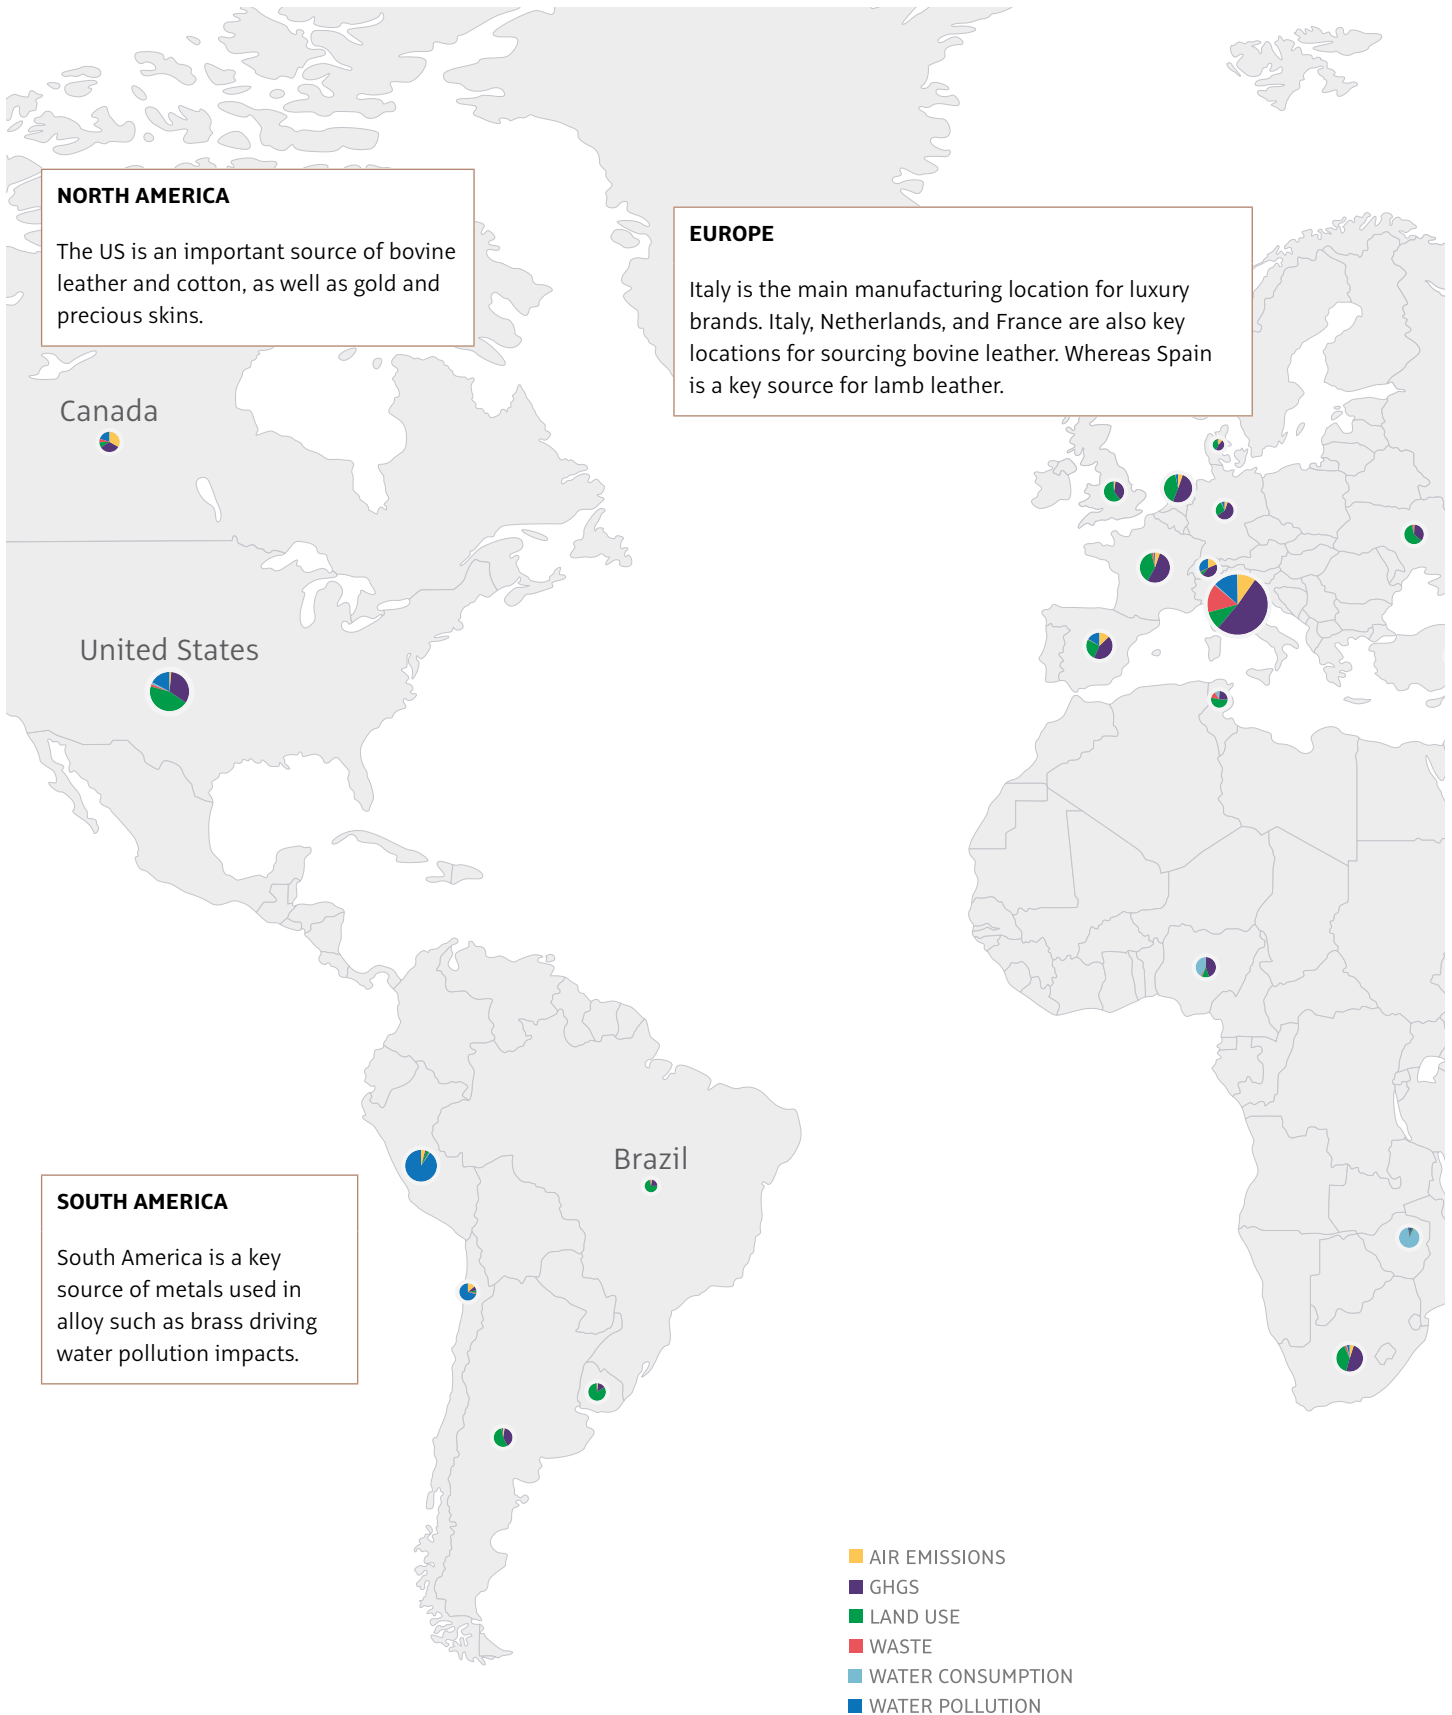 NORTH AMERICA
The US is an important source of bovine
leather and cotton, as well as gold and
precious skins.
EUROPE
Italy is the main manufacturing location for luxury
brands. Italy, Netherlands, and France are also key
locations for sourcing bovine leather. Whereas Spain
is a key source for lamb leather.
Canada
United States
Brazil
SOUTH AMERICA
South America is a key
source of metals used in
alloy such as brass driving
water pollution impacts.
AIR EMISSIONS
GHGS
LAND USE
WASTE
WATER CONSUMPTION
WATER POLLUTION